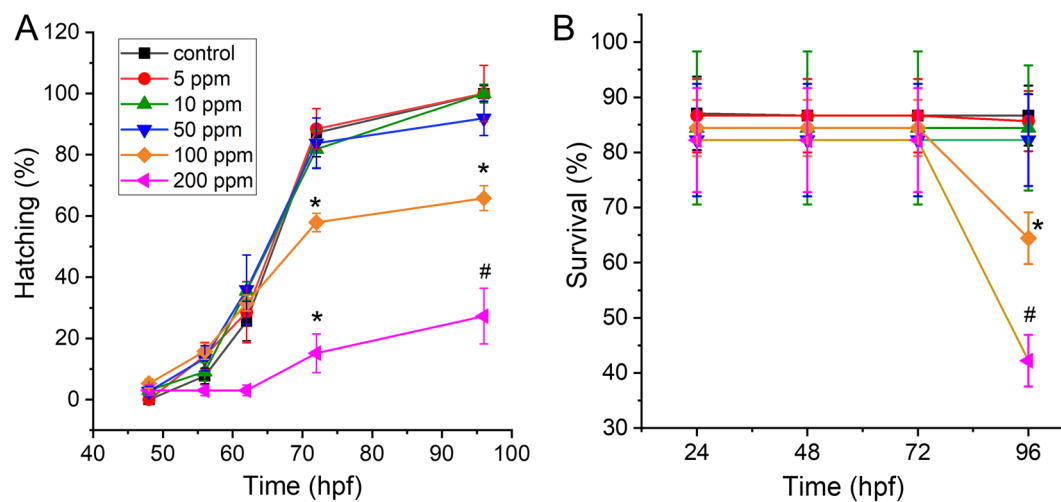 A
Hatching (%)
120
100
80
60
40
20
0
control
5 ppm
10 ppm
50 ppm
100 ppm
200 ppm
*
*
*
#
40
50
60
70
80
90
100
Time (hpf)
B
Survival (%)
100
90
80
70
60
50
40
30
*
#
24
48
72
96
Time (hpf)